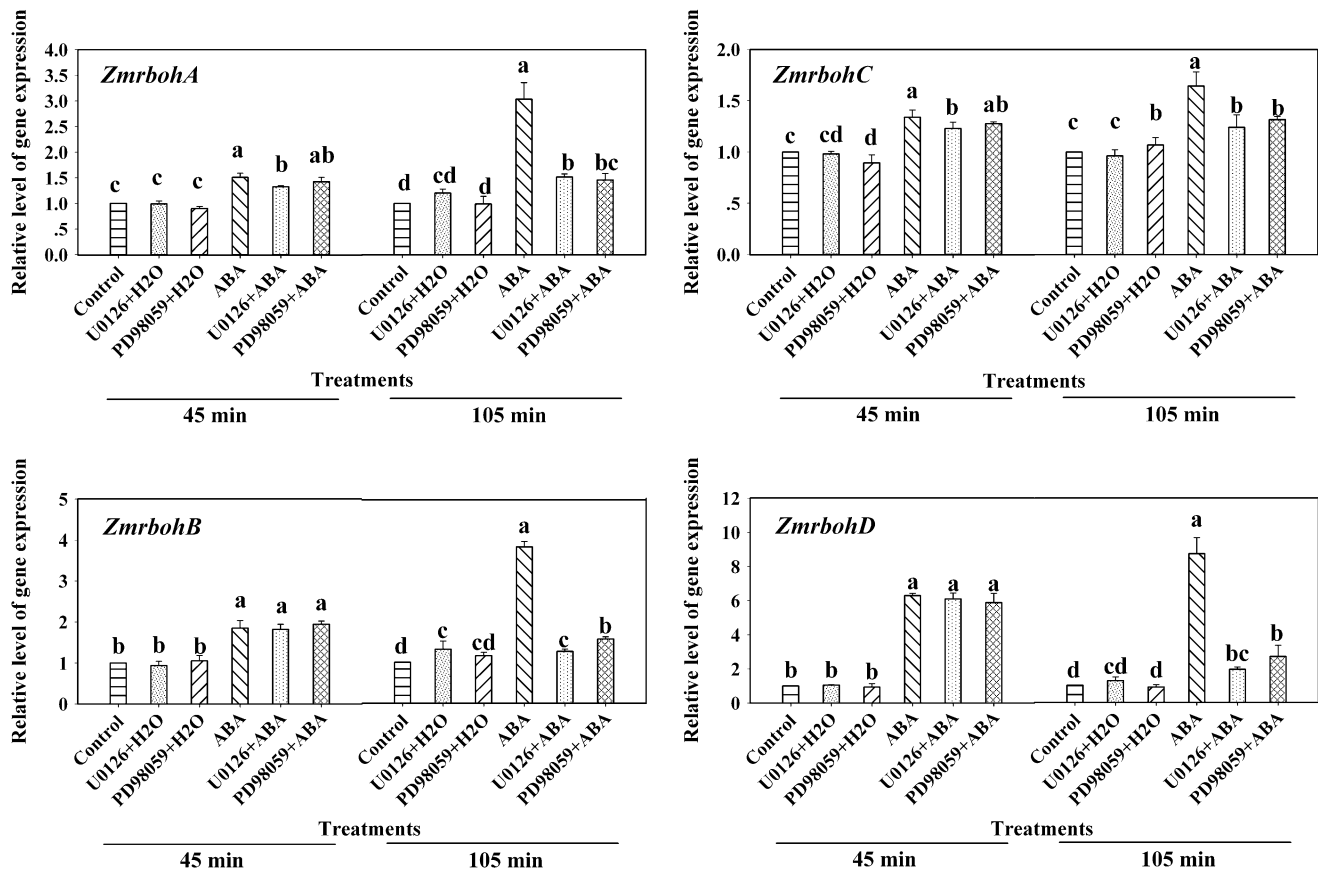 Relative level of gene expression
4.0
3.5
3.0
2.5
2.0
1.5
1.0
.5
0.0
ZmrbohA
c c c a b ab d cd d a b bc
Control U0126+H2O PD98059+H2O ABA U0126+ABA PD98059+ABA Control U0126+H2O PD98059+H2O ABA U0126+ABA PD98059+ABA
Treatments
45 min 105 min
Relative level of gene expression
2.0
1.5
1.0
.5
0.0
ZmrbohC
c cd d a b ab c c b a b b
Control U0126+H2O PD98059+H2O ABA U0126+ABA PD98059+ABA Control U0126+H2O PD98059+H2O ABA U0126+ABA PD98059+ABA
Treatments
45 min 105 min
Relative level of gene expression
5
4
3
2
1
0
ZmrbohB
b b b a a a d c cd a c b
Control U0126+H2O PD98059+H2O ABA U0126+ABA PD98059+ABA Control U0126+H2O PD98059+H2O ABA U0126+ABA PD98059+ABA
Treatments
45 min 105 min
Relative level of gene expression
12
10
8
6
4
2
0
ZmrbohD
b b b a a a d cd d a bc b
Control U0126+H2O PD98059+H2O ABA U0126+ABA PD98059+ABA Control U0126+H2O PD98059+H2O ABA U0126+ABA PD98059+ABA
Treatments
45 min 105 min